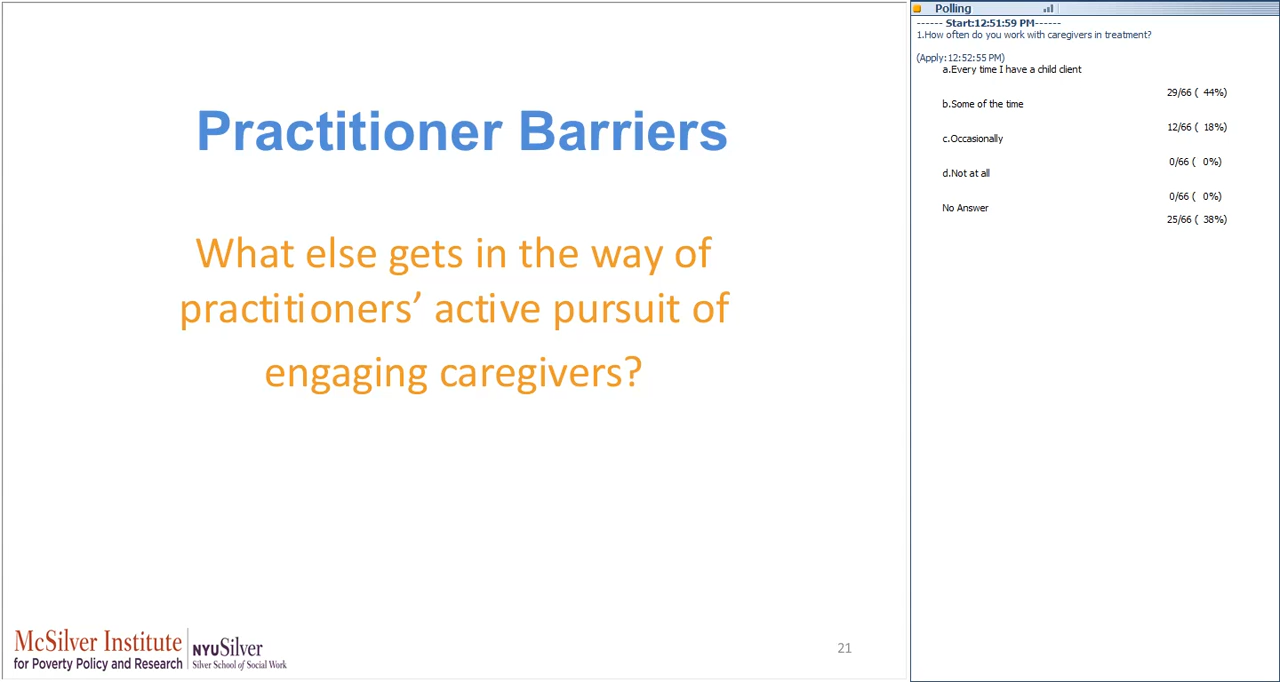 Practitioner Barriers
What else gets in the way of
practitioners’ active pursuit of
engaging caregivers?
McSilver Institute
for Poverty Policy and Research
NYUSilver
Silver School of Social Work
21
Polling
------ Start:12:51:59 PM------
1.How often do you work with caregivers in treatment?
(Apply:12:52:55 PM)
a.Every time I have a child client
29/66 ( 44%)
b.Some of the time
12/66 ( 18%)
c.Occasionally
0/66 ( 0%)
d.Not at all
0/66 ( 0%)
No Answer
25/66 ( 38%)